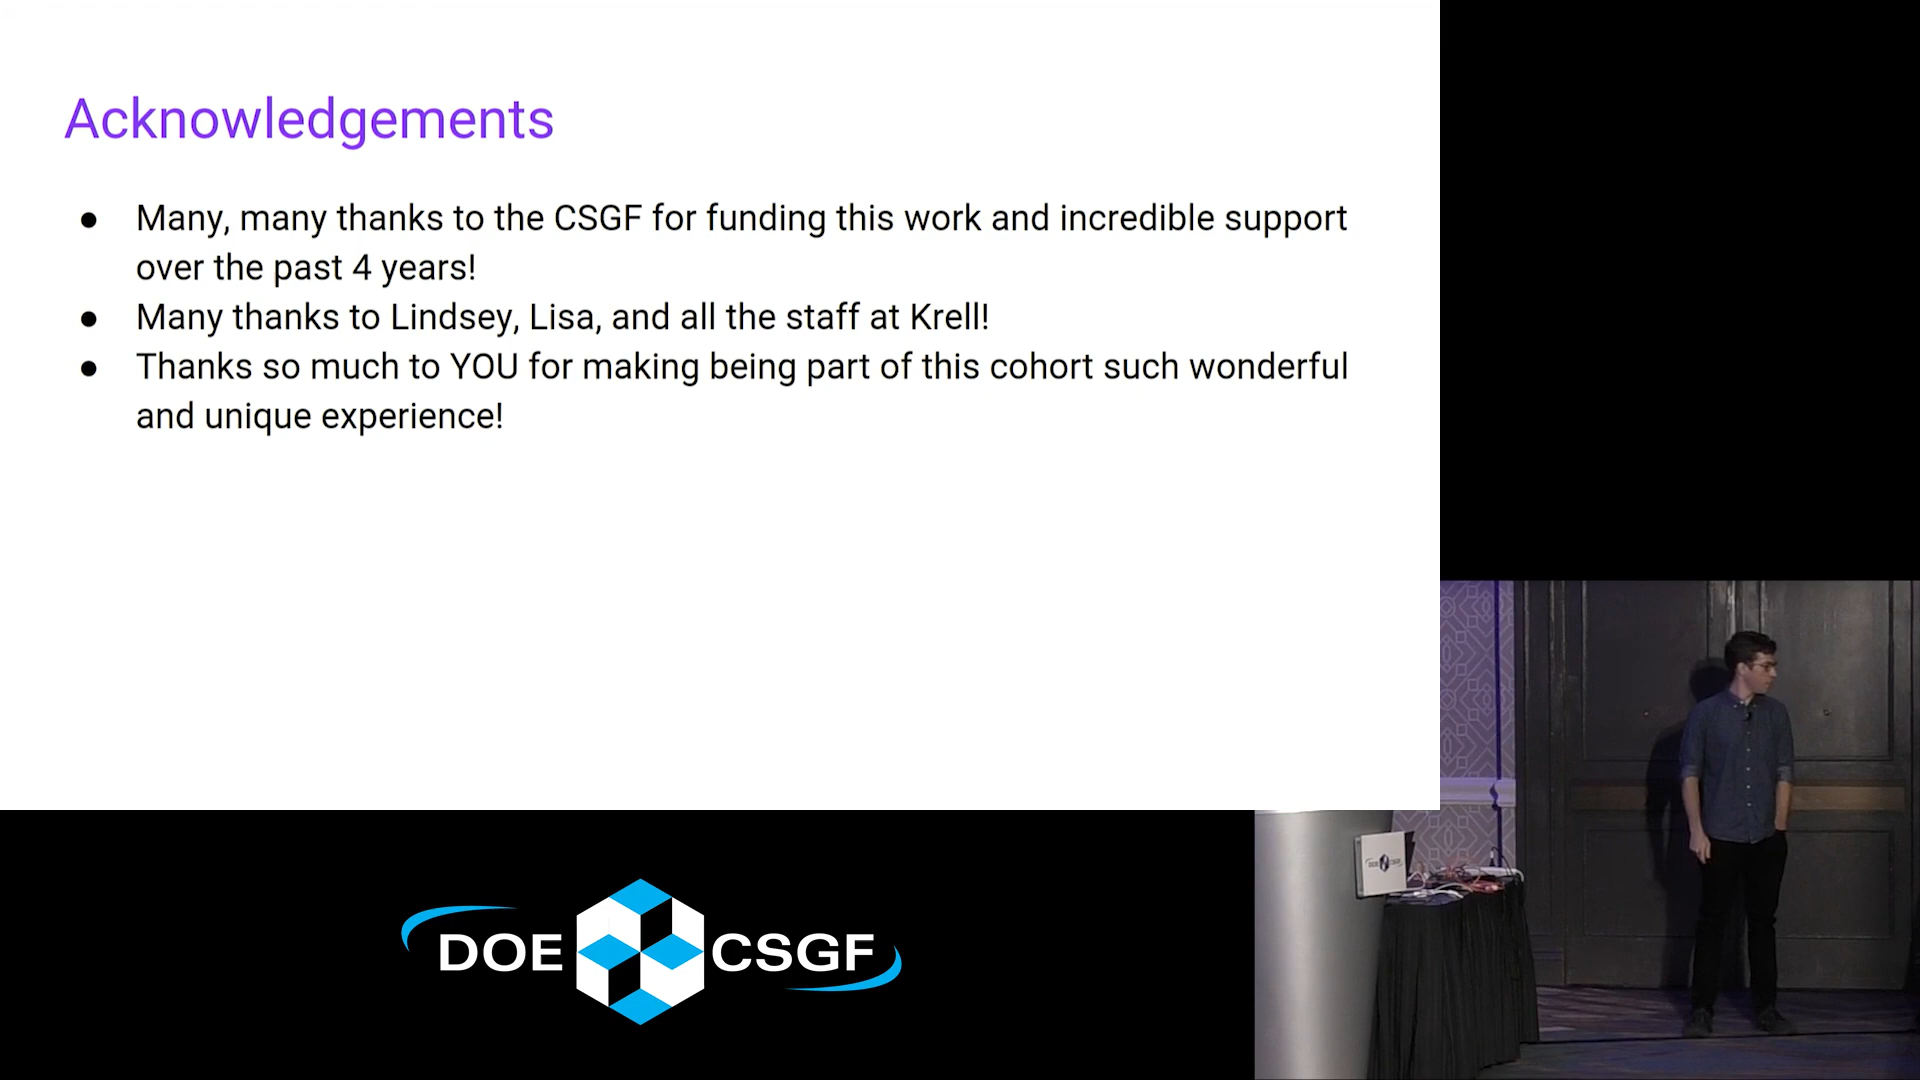 Acknowledgements
● Many, many thanks to the CSGF for funding this work and incredible support
over the past 4 years!
● Many thanks to Lindsey, Lisa, and all the staff at Krell!
● Thanks so much to YOU for making being part of this cohort such wonderful
and unique experience!
DOE CSGF
DOE CSGF